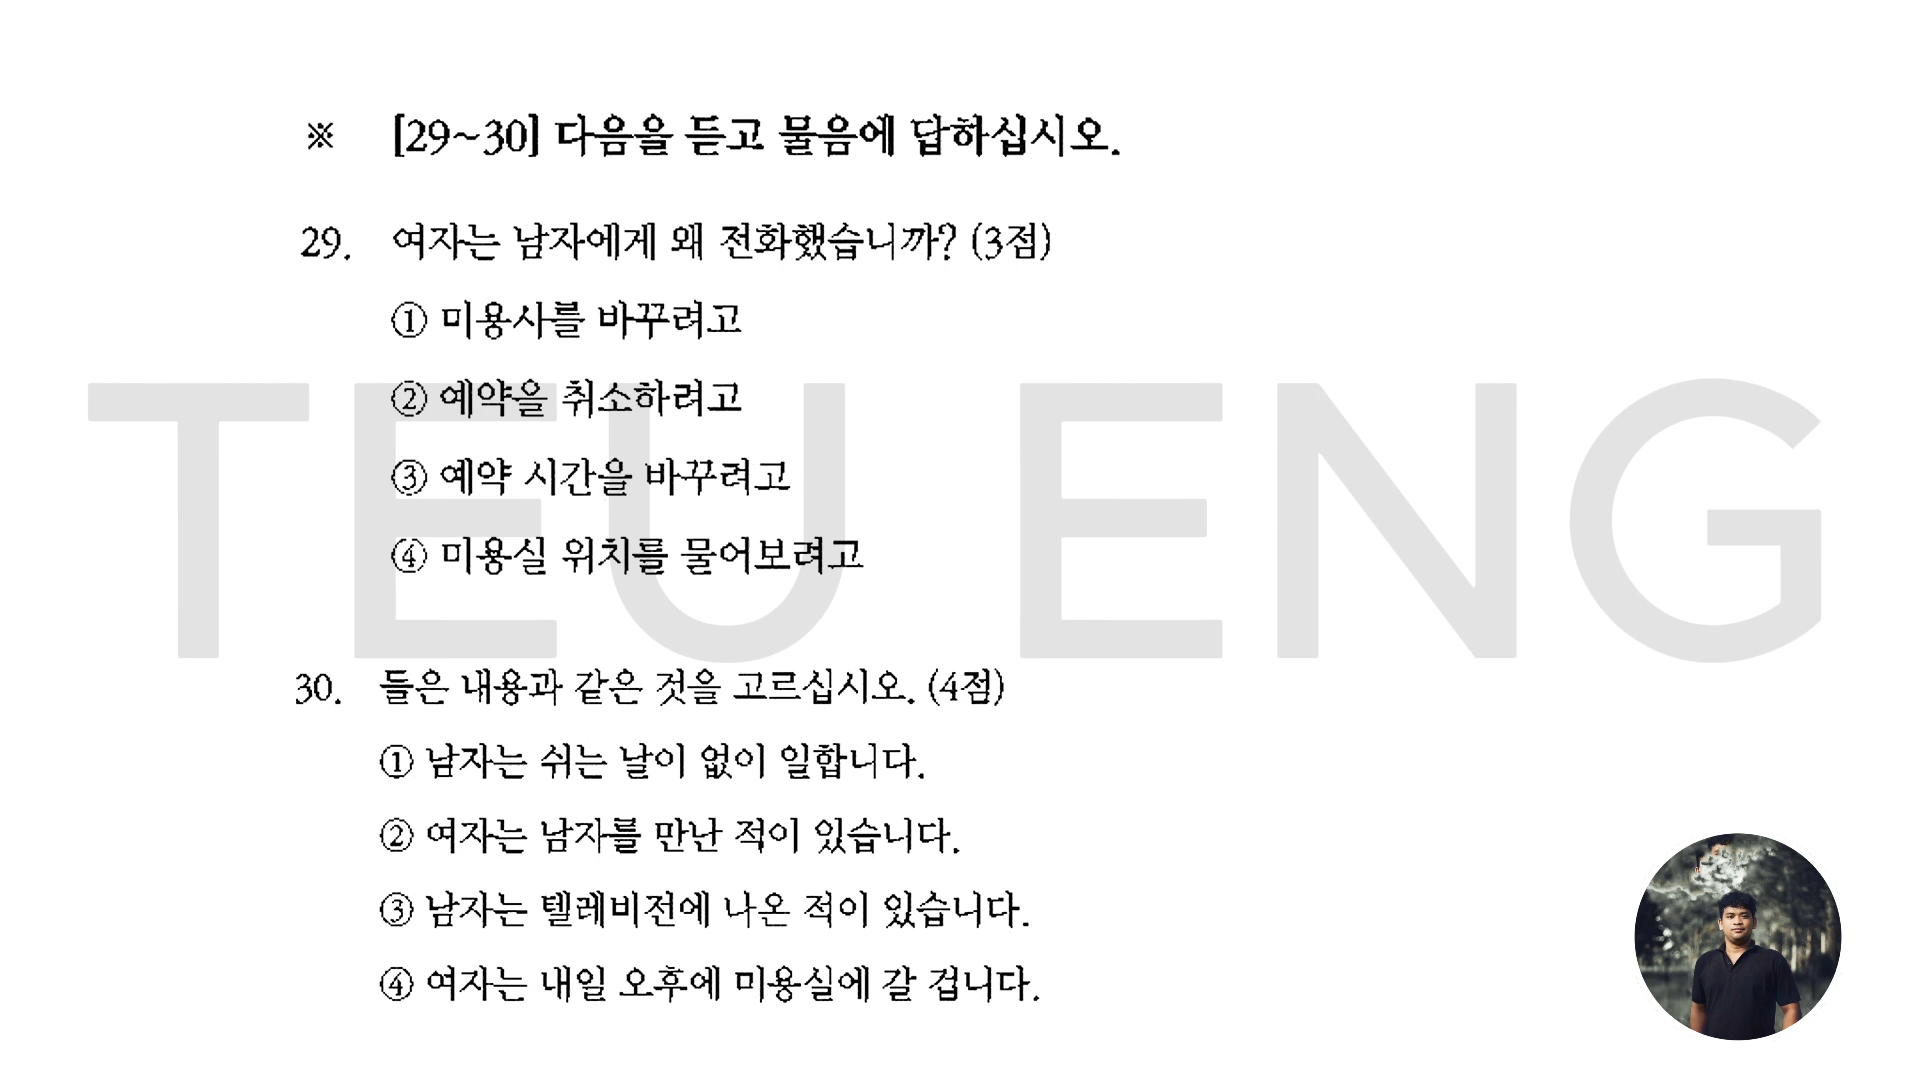 ※ [29~30] 다음을 듣고 물음에 답하십시오.
29. 여자는 남자에게 왜 전화했습니까? (3점)
① 미용사를 바꾸려고
② 예약을 취소하려고
③ 예약 시간을 바꾸려고
④ 미용실 위치를 물어보려고
TEU ENG
30. 들은 내용과 같은 것을 고르십시오. (4점)
① 남자는 쉬는 날이 없이 일합니다.
② 여자는 남자를 만난 적이 있습니다.
③ 남자는 텔레비전에 나온 적이 있습니다.
④ 여자는 내일 오후에 미용실에 갈 겁니다.